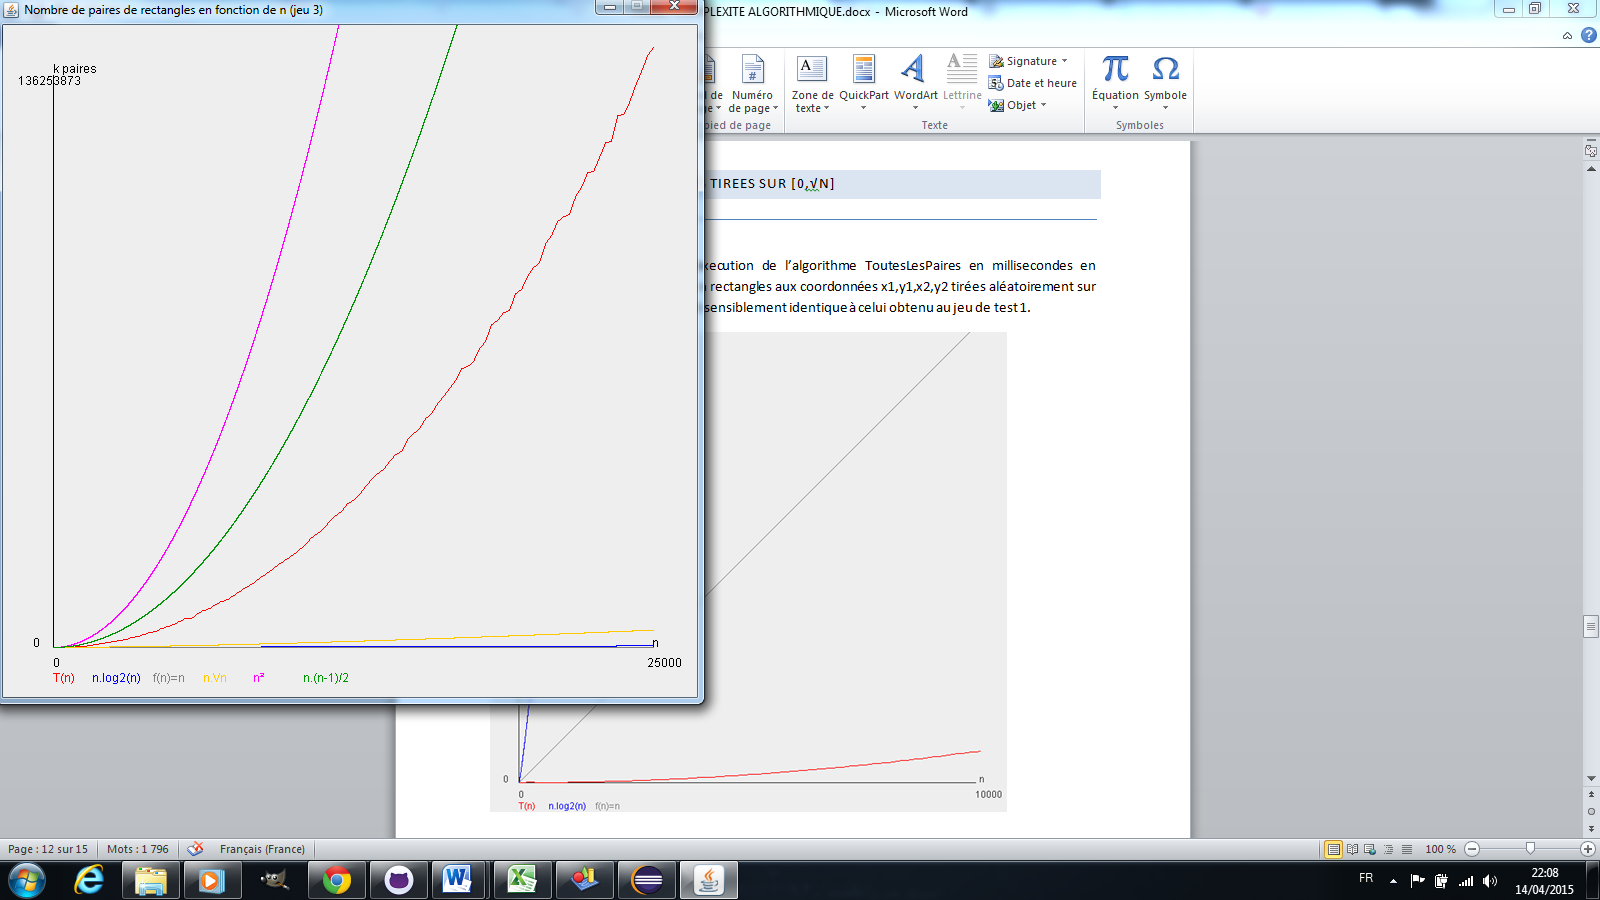 Nombre de paires de rectangles en fonction de n (jeu 3)
k paires
136253873
0
n
0
25000
T(n) n.log2(n) f(n)=n n.Vn n² n.(n-1)/2
PLEXITE ALGORITHMIQUE.docx - Microsoft Word
de Numéro de page
Zone de texte
QuickPart
WordArt
Lettrine
Signature
Date et heure
Objet
Équation
Symbole
pied de page
Texte
Symboles
TIREES SUR [0,√N]
xecution de l’algorithme ToutesLesPaires en millisecondes en
rectangles aux coordonnées x1,y1,x2,y2 tirées aléatoirement sur
sensiblement identique à celui obtenu au jeu de test 1.
0
n
0
10000
T(n) n.log2(n) f(n)=n
Page : 12 sur 15
Mots : 1 796
Français (France)
100 %
FR
22:08
14/04/2015